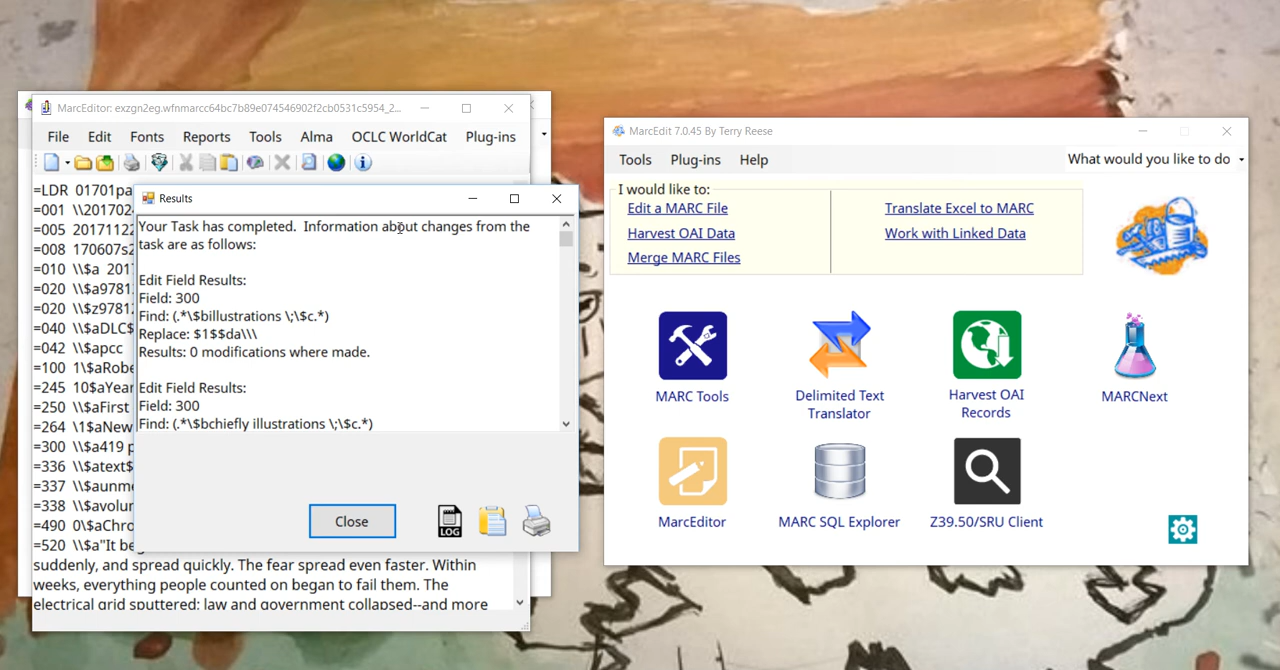 MarcEditor: exzgn2eg.wfnmarcc64bc7b89e074546902f2cb0531c5954_2...
File Edit Fonts Reports Tools Alma OCLC WorldCat Plug-ins
=LDR 01701pa
=001 \\201702
=005 20171122
=008 170607s2
=010 \\$a 201
=020 \\$a9781
=020 \\$z9781
=040 \\$aDLC$
=042 \\$apcc
=100 1\$aRobe
=245 10$aYear
=250 \\$aFirst
=264 \1$aNew
=300 \\$a419 p
=336 \\$atext$
=337 \\$aunm
=338 \\$avolun
=490 0\$aChro
=520 \\$a"It be
suddenly, and spread quickly. The fear spread even faster. Within
weeks, everything people counted on began to fail them. The
electrical grid sputtered; law and government collapsed--and more
Results
Your Task has completed. Information about changes from the
task are as follows:
Edit Field Results:
Field: 300
Find: (.*\$billustrations \;\$c.*)
Replace: $1$$da\\\
Results: 0 modifications where made.
Edit Field Results:
Field: 300
Find: (.*\$bchiefly illustrations \;\$c.*)
Close
LOG
MarcEdit 7.0.45 By Terry Reese
Tools Plug-ins Help
What would you like to do
I would like to:
Edit a MARC File
Harvest OAI Data
Merge MARC Files
Translate Excel to MARC
Work with Linked Data
MARC Tools
Delimited Text
Translator
Harvest OAI
Records
MARCNext
MarcEditor
MARC SQL Explorer
Z39.50/SRU Client